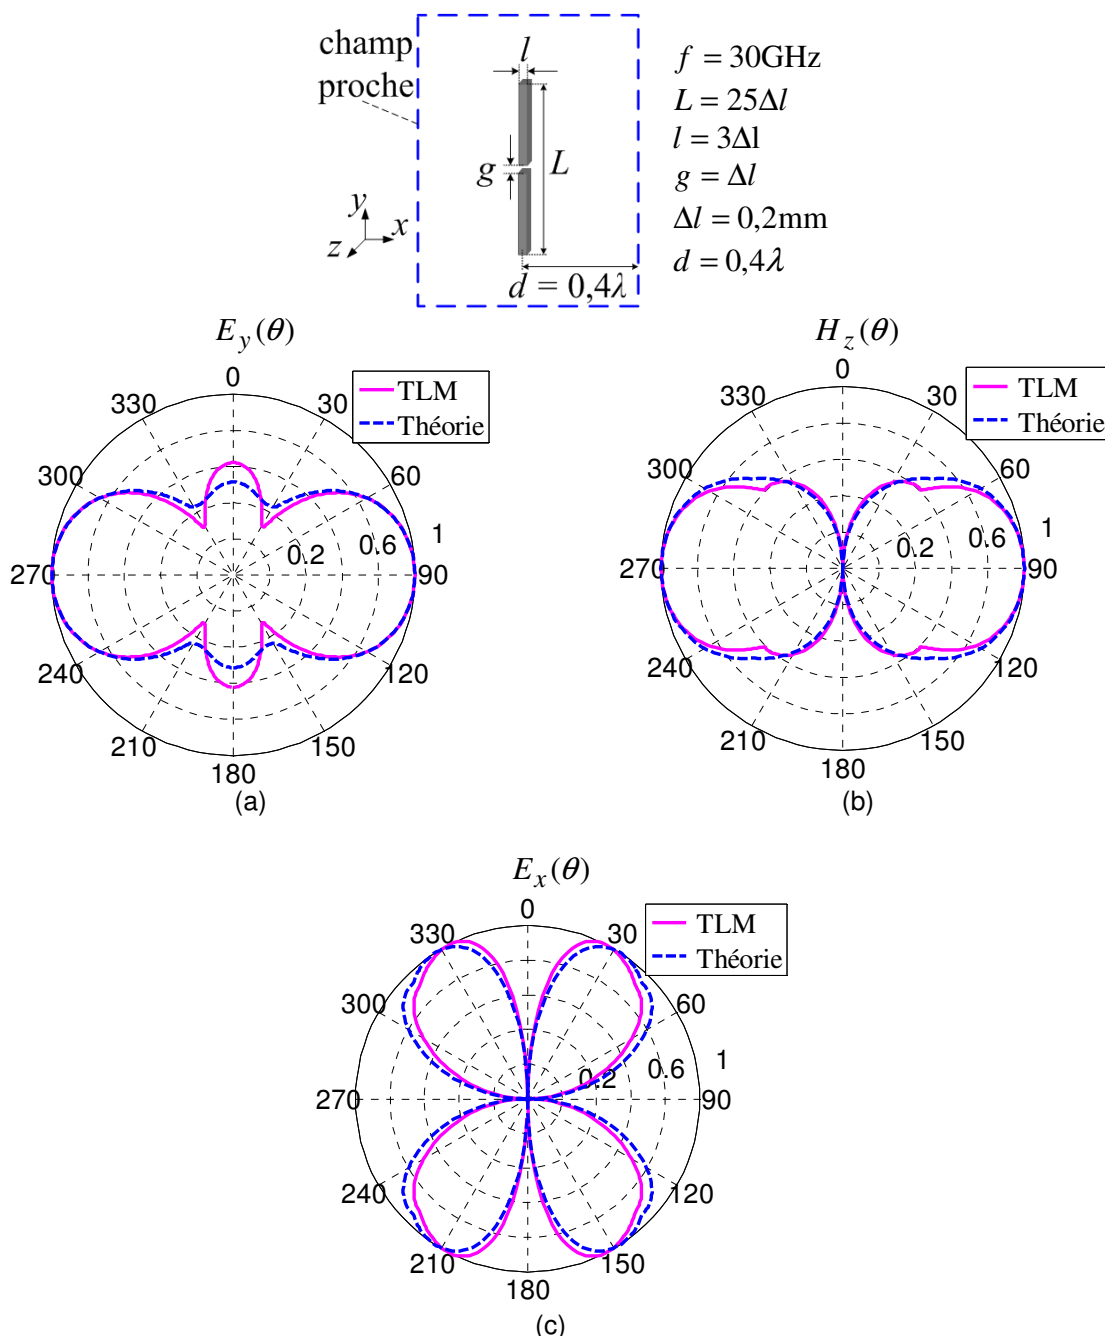 champ
proche
l
g
L
y
x
z
d = 0,4λ
f = 30GHz
L = 25Δl
l = 3Δl
g = Δl
Δl = 0,2mm
d = 0,4λ
E_y(θ)
TLM
Théorie
0
30
60
90
120
150
180
210
240
270
300
330
0.2
0.6
1
(a)
H_z(θ)
TLM
Théorie
0
30
60
90
120
150
180
210
240
270
300
330
0.2
0.6
1
(b)
E_x(θ)
TLM
Théorie
0
30
60
90
120
150
180
210
240
270
300
330
0.2
0.6
1
(c)